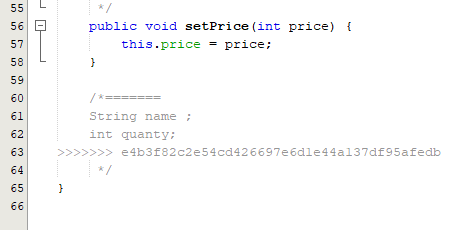 55 */
56 public void setPrice(int price) {
57 this.price = price;
58 }
59
60 /*=======
61 String name ;
62 int quanty;
63 >>>>>>> e4b3f82c2e54cd426697e6d1e44a137df95afedb
64 */
65 }
66